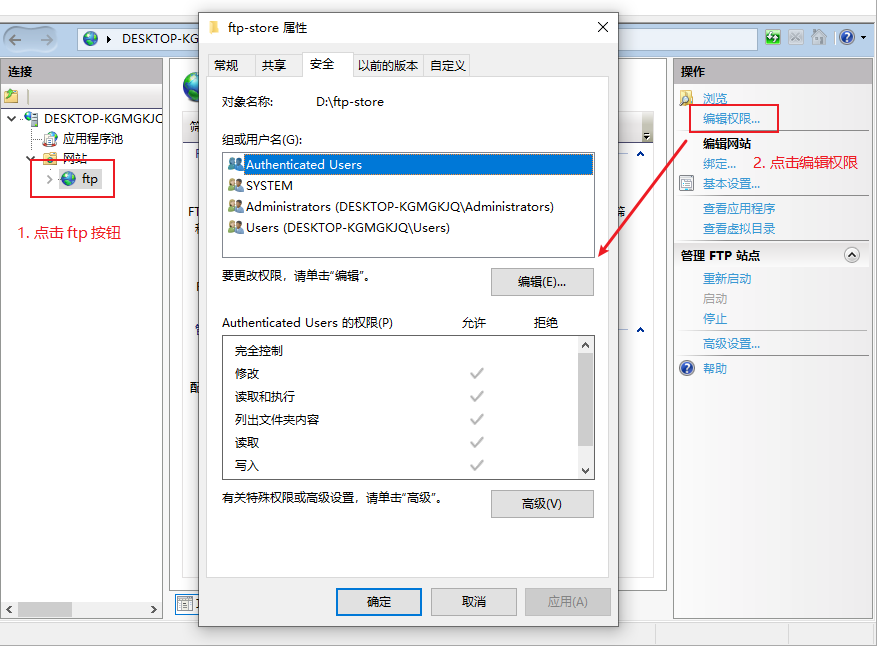 ftp-store 属性
DESKTOP-KG
连接
DESKTOP-KGMGKJQ
应用程序池
网站
ftp
1. 点击 ftp 按钮
常规
共享
安全
以前的版本
自定义
对象名称:
D:\ftp-store
组或用户名(G):
Authenticated Users
SYSTEM
Administrators (DESKTOP-KGMGKJQ\Administrators)
Users (DESKTOP-KGMGKJQ\Users)
要更改权限，请单击“编辑”。
编辑(E)...
Authenticated Users 的权限(P)
允许
拒绝
完全控制
修改
读取和执行
列出文件夹内容
读取
写入
有关特殊权限或高级设置，请单击“高级”。
高级(V)
确定
取消
应用(A)
操作
浏览
编辑权限...
编辑网站
绑定...
2. 点击编辑权限
基本设置...
查看应用程序
查看虚拟目录
管理 FTP 站点
重新启动
启动
停止
高级设置...
帮助